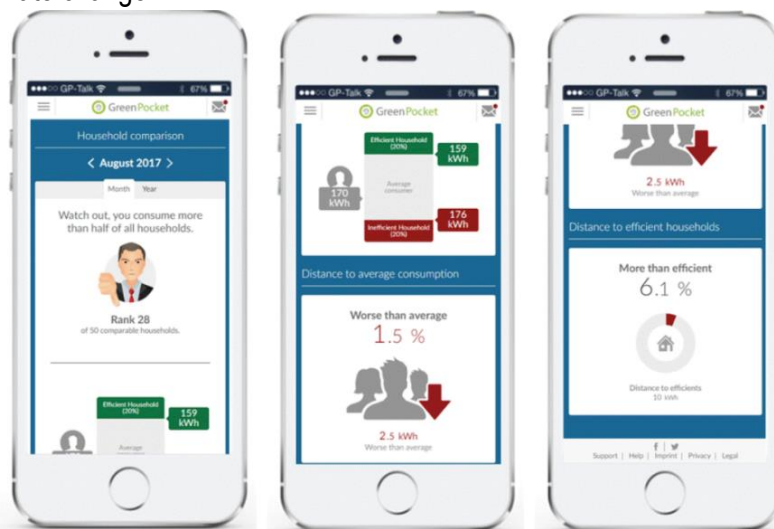 GP-Talk
67%
GreenPocket
Household comparison
< August 2017 >
Month Year
Watch out, you consume more
than half of all households.
Rank 28
of 50 comparable households.
Efficient Household
(20%)
159
kWh
Average
GP-Talk
67%
GreenPocket
Efficient Household
(20%)
159
kWh
170
kWh
Average
consumer
176
kWh
Inefficient Household
(20%)
Distance to average consumption
Worse than average
1.5 %
2.5 kWh
Worse than average
GP-Talk
67%
GreenPocket
2.5 kWh
Worse than average
Distance to efficient households
More than efficient
6.1 %
Distance to efficients
10 kWh
Support | Help | Imprint | Privacy | Legal